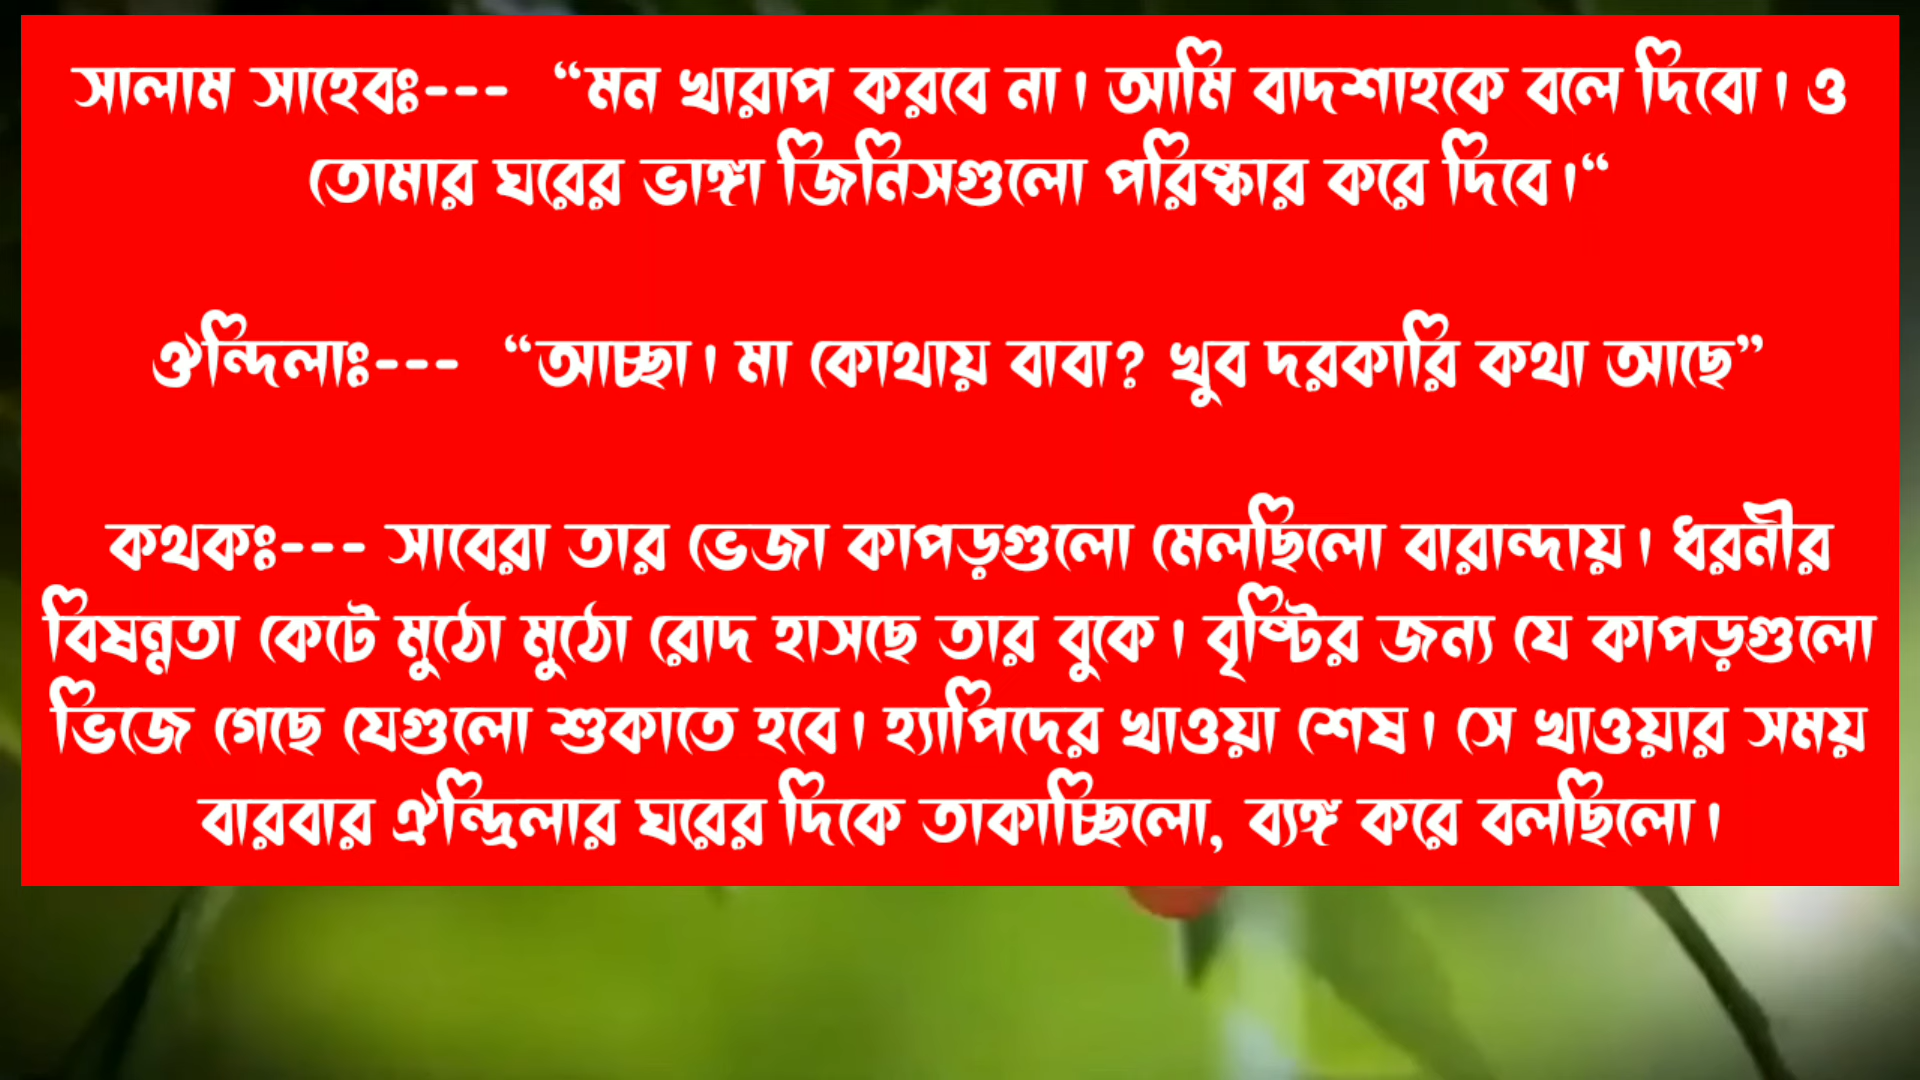 সালাম সাহেবঃ--- “মন খারাপ করবে না। আমি বাদশাহকে বলে দিবো। ও
তোমার ঘরের ভাঙ্গা জিনিসগুলো পরিষ্কার করে দিবে।“
ঐন্দিলাঃ--- “আচ্ছা। মা কোথায় বাবা? খুব দরকারি কথা আছে”
কথকঃ--- সাবেরা তার ভেজা কাপড়গুলো মেলছিলো বারান্দায়। ধরনীর
বিষন্নতা কেটে মুঠো মুঠো রোদ হাসছে তার বুকে। বৃষ্টির জন্য যে কাপড়গুলো
ভিজে গেছে যেগুলো শুকাতে হবে। হ্যাপিদের খাওয়া শেষ। সে খাওয়ার সময়
বারবার ঐন্দ্রিলার ঘরের দিকে তাকাচ্ছিলো, ব্যঙ্গ করে বলছিলো।